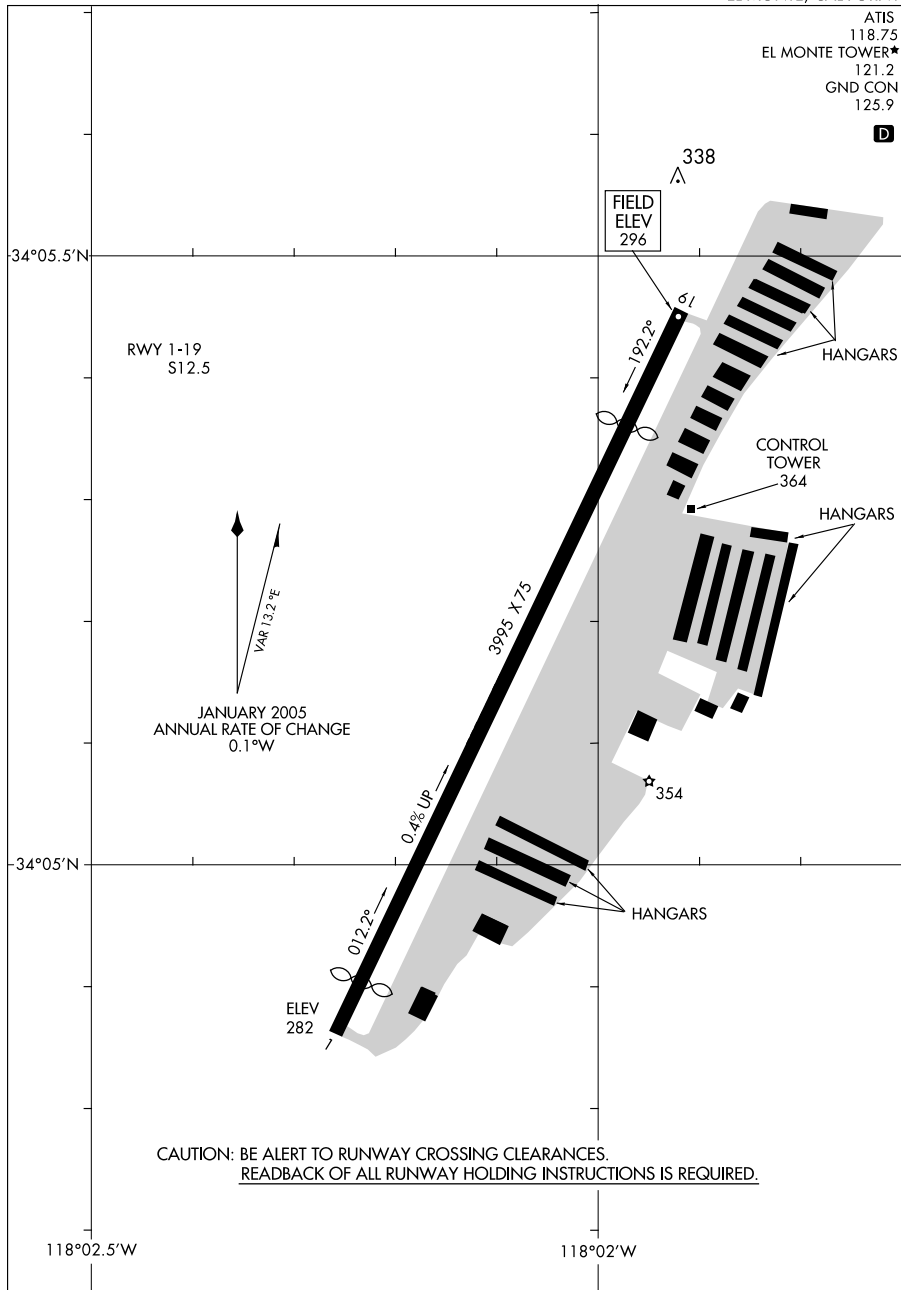 ATIS
118.75
EL MONTE TOWER★
121.2
GND CON
125.9
D
338
FIELD
ELEV
296
34°05.5'N
19
192.2°
RWY 1-19
S12.5
HANGARS
CONTROL
TOWER
364
HANGARS
VAR 13.2 °E
3995 X 75
JANUARY 2005
ANNUAL RATE OF CHANGE
0.1°W
354
0.4% UP
34°05'N
HANGARS
012.2°
ELEV
282
1
CAUTION: BE ALERT TO RUNWAY CROSSING CLEARANCES.
READBACK OF ALL RUNWAY HOLDING INSTRUCTIONS IS REQUIRED.
118°02.5'W
118°02'W